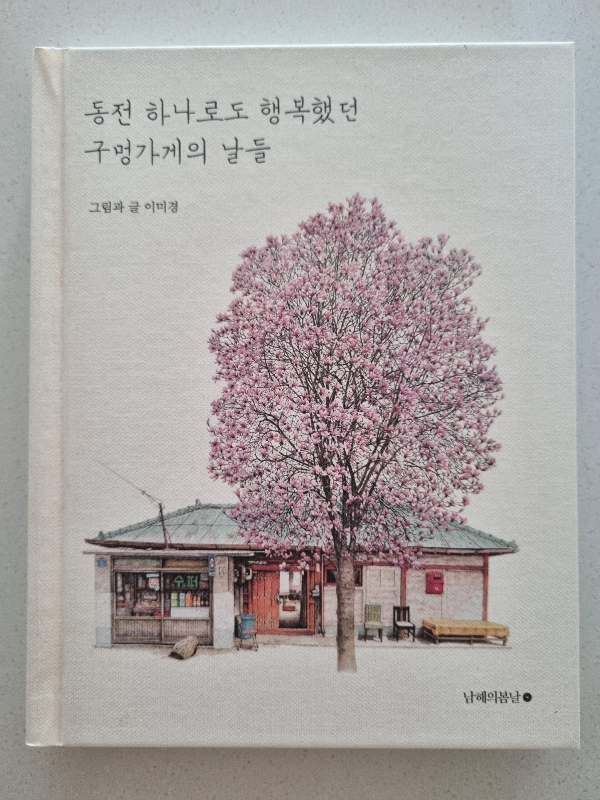 동전 하나로도 행복했던
구멍가게의 날들
그림과 글 이미경
수퍼
남해의봄날